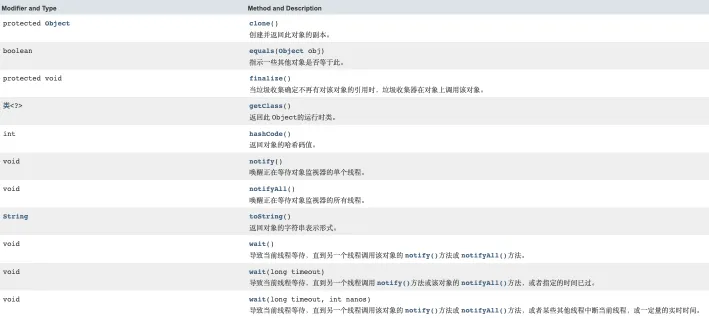 Modifier and Type Method and Description
protected Object clone()
创建并返回此对象的副本。
boolean equals(Object obj)
指示一些其他对象是否等于此。
protected void finalize()
当垃圾收集确定不再有对该对象的引用时，垃圾收集器在对象上调用该对象。
类<?> getClass()
返回此 Object的运行时类。
int hashCode()
返回对象的哈希码值。
void notify()
唤醒正在等待对象监视器的单个线程。
void notifyAll()
唤醒正在等待对象监视器的所有线程。
String toString()
返回对象的字符串表示形式。
void wait()
导致当前线程等待，直到另一个线程调用该对象的 notify()方法或 notifyAll()方法。
void wait(long timeout)
导致当前线程等待，直到另一个线程调用 notify()方法或该对象的 notifyAll()方法，或者指定的时间已过。
void wait(long timeout, int nanos)
导致当前线程等待，直到另一个线程调用该对象的 notify()方法或 notifyAll()方法，或者某些其他线程中断当前线程，或一定量的实时时间。